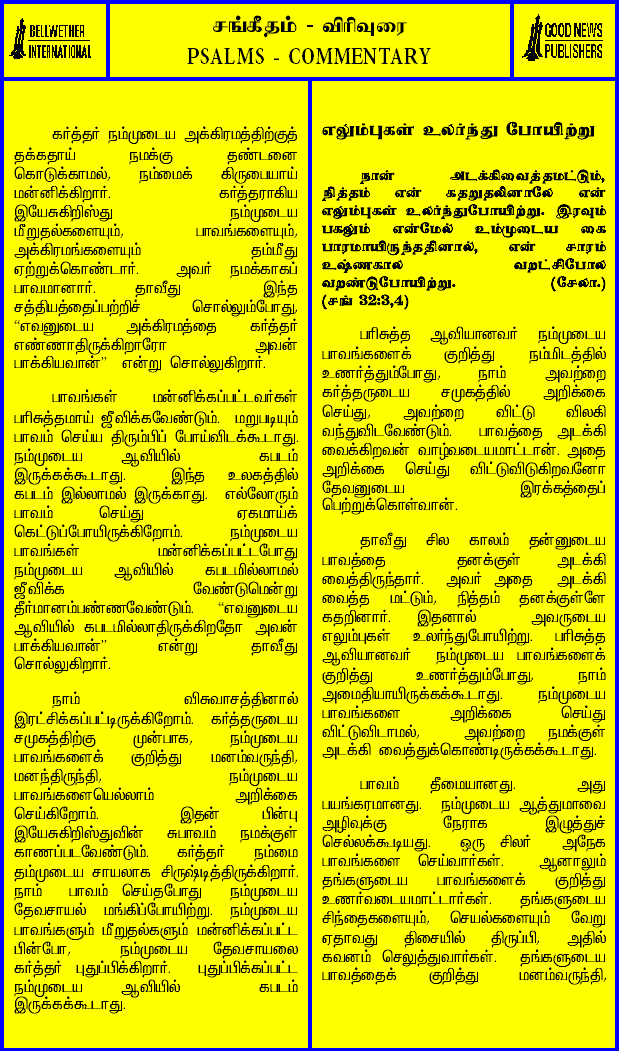 BELLWETHER
INTERNATIONAL
சங்கீதம் - விரிவுரை
PSALMS - COMMENTARY
GOOD NEWS
PUBLISHERS
கர்த்தர் நம்முடைய அக்கிரமத்திற்குத்
தக்கதாய் நமக்கு தண்டனை
கொடுக்காமல், நம்மைக் கிருபையாய்
மன்னிக்கிறார். கர்த்தராகிய
இயேசுகிறிஸ்து நம்முடைய
மீறுதல்களையும், பாவங்களையும்,
அக்கிரமங்களையும் தம்மீது
ஏற்றுக்கொண்டார். அவர் நமக்காகப்
பாவமானார். தாவீது இந்த
சத்தியத்தைப்பற்றிச் சொல்லும்போது,
“எவனுடைய அக்கிரமத்தை கர்த்தர்
எண்ணாதிருக்கிறாரோ அவன்
பாக்கியவான்” என்று சொல்லுகிறார்.
பாவங்கள் மன்னிக்கப்பட்டவர்கள்
பரிசுத்தமாய் ஜீவிக்கவேண்டும். மறுபடியும்
பாவம் செய்ய திரும்பிப் போய்விடக்கூடாது.
நம்முடைய ஆவியில் கபடம்
இருக்கக்கூடாது. இந்த உலகத்தில்
கபடம் இல்லாமல் இருக்காது. எல்லோரும்
பாவம் செய்து ஏகமாய்க்
கெட்டுப்போயிருக்கிறோம். நம்முடைய
பாவங்கள் மன்னிக்கப்பட்டபோது
நம்முடைய ஆவியில் கபடமில்லாமல்
ஜீவிக்க வேண்டுமென்று
தீர்மானம்பண்ணவேண்டும். “எவனுடைய
ஆவியில் கபடமில்லாதிருக்கிறதோ அவன்
பாக்கியவான்” என்று தாவீது
சொல்லுகிறார்.
நாம் விசுவாசத்தினால்
இரட்சிக்கப்பட்டிருக்கிறோம். கர்த்தருடைய
சமுகத்திற்கு முன்பாக, நம்முடைய
பாவங்களைக் குறித்து மனம்வருந்தி,
மனந்திருந்தி, நம்முடைய
பாவங்களையெல்லாம் அறிக்கை
செய்கிறோம். இதன் பின்பு
இயேசுகிறிஸ்துவின் சுபாவம் நமக்குள்
காணப்படவேண்டும். கர்த்தர் நம்மை
தம்முடைய சாயலாக சிருஷ்டித்திருக்கிறார்.
நாம் பாவம் செய்தபோது நம்முடைய
தேவசாயல் மங்கிப்போயிற்று. நம்முடைய
பாவங்களும் மீறுதல்களும் மன்னிக்கப்பட்ட
பின்போ, நம்முடைய தேவசாயலை
கர்த்தர் புதுப்பிக்கிறார். புதுப்பிக்கப்பட்ட
நம்முடைய ஆவியில் கபடம்
இருக்கக்கூடாது.
எலும்புகள் உலர்ந்து போயிற்று
நான் அடக்கிவைத்தமட்டும்,
நித்தம் என் கதறுதலினாலே என்
எலும்புகள் உலர்ந்துபோயிற்று. இரவும்
பகலும் என்மேல் உம்முடைய கை
பாரமாயிருந்ததினால், என் சாரம்
உஷ்ணகால வறட்சிபோல
வறண்டுபோயிற்று. (சேலா.)
(சங் 32:3,4)
பரிசுத்த ஆவியானவர் நம்முடைய
பாவங்களைக் குறித்து நம்மிடத்தில்
உணர்த்தும்போது, நாம் அவற்றை
கர்த்தருடைய சமுகத்தில் அறிக்கை
செய்து, அவற்றை விட்டு விலகி
வந்துவிடவேண்டும். பாவத்தை அடக்கி
வைக்கிறவன் வாழ்வடையமாட்டான். அதை
அறிக்கை செய்து விட்டுவிடுகிறவனோ
தேவனுடைய இரக்கத்தைப்
பெற்றுக்கொள்வான்.
தாவீது சில காலம் தன்னுடைய
பாவத்தை தனக்குள் அடக்கி
வைத்திருந்தார். அவர் அதை அடக்கி
வைத்த மட்டும், நித்தம் தனக்குள்ளே
கதறினார். இதனால் அவருடைய
எலும்புகள் உலர்ந்துபோயிற்று. பரிசுத்த
ஆவியானவர் நம்முடைய பாவங்களைக்
குறித்து உணர்த்தும்போது, நாம்
அமைதியாயிருக்கக்கூடாது. நம்முடைய
பாவங்களை அறிக்கை செய்து
விட்டுவிடாமல், அவற்றை நமக்குள்
அடக்கி வைத்துக்கொண்டிருக்கக்கூடாது.
பாவம் தீமையானது. அது
பயங்கரமானது. நம்முடைய ஆத்துமாவை
அழிவுக்கு நேராக இழுத்துச்
செல்லக்கூடியது. ஒரு சிலர் அநேக
பாவங்களை செய்வார்கள். ஆனாலும்
தங்களுடைய பாவங்களைக் குறித்து
உணர்வடையமாட்டார்கள். தங்களுடைய
சிந்தைகளையும், செயல்களையும் வேறு
ஏதாவது திசையில் திருப்பி, அதில்
கவனம் செலுத்துவார்கள். தங்களுடைய
பாவத்தைக் குறித்து மனம்வருந்தி,